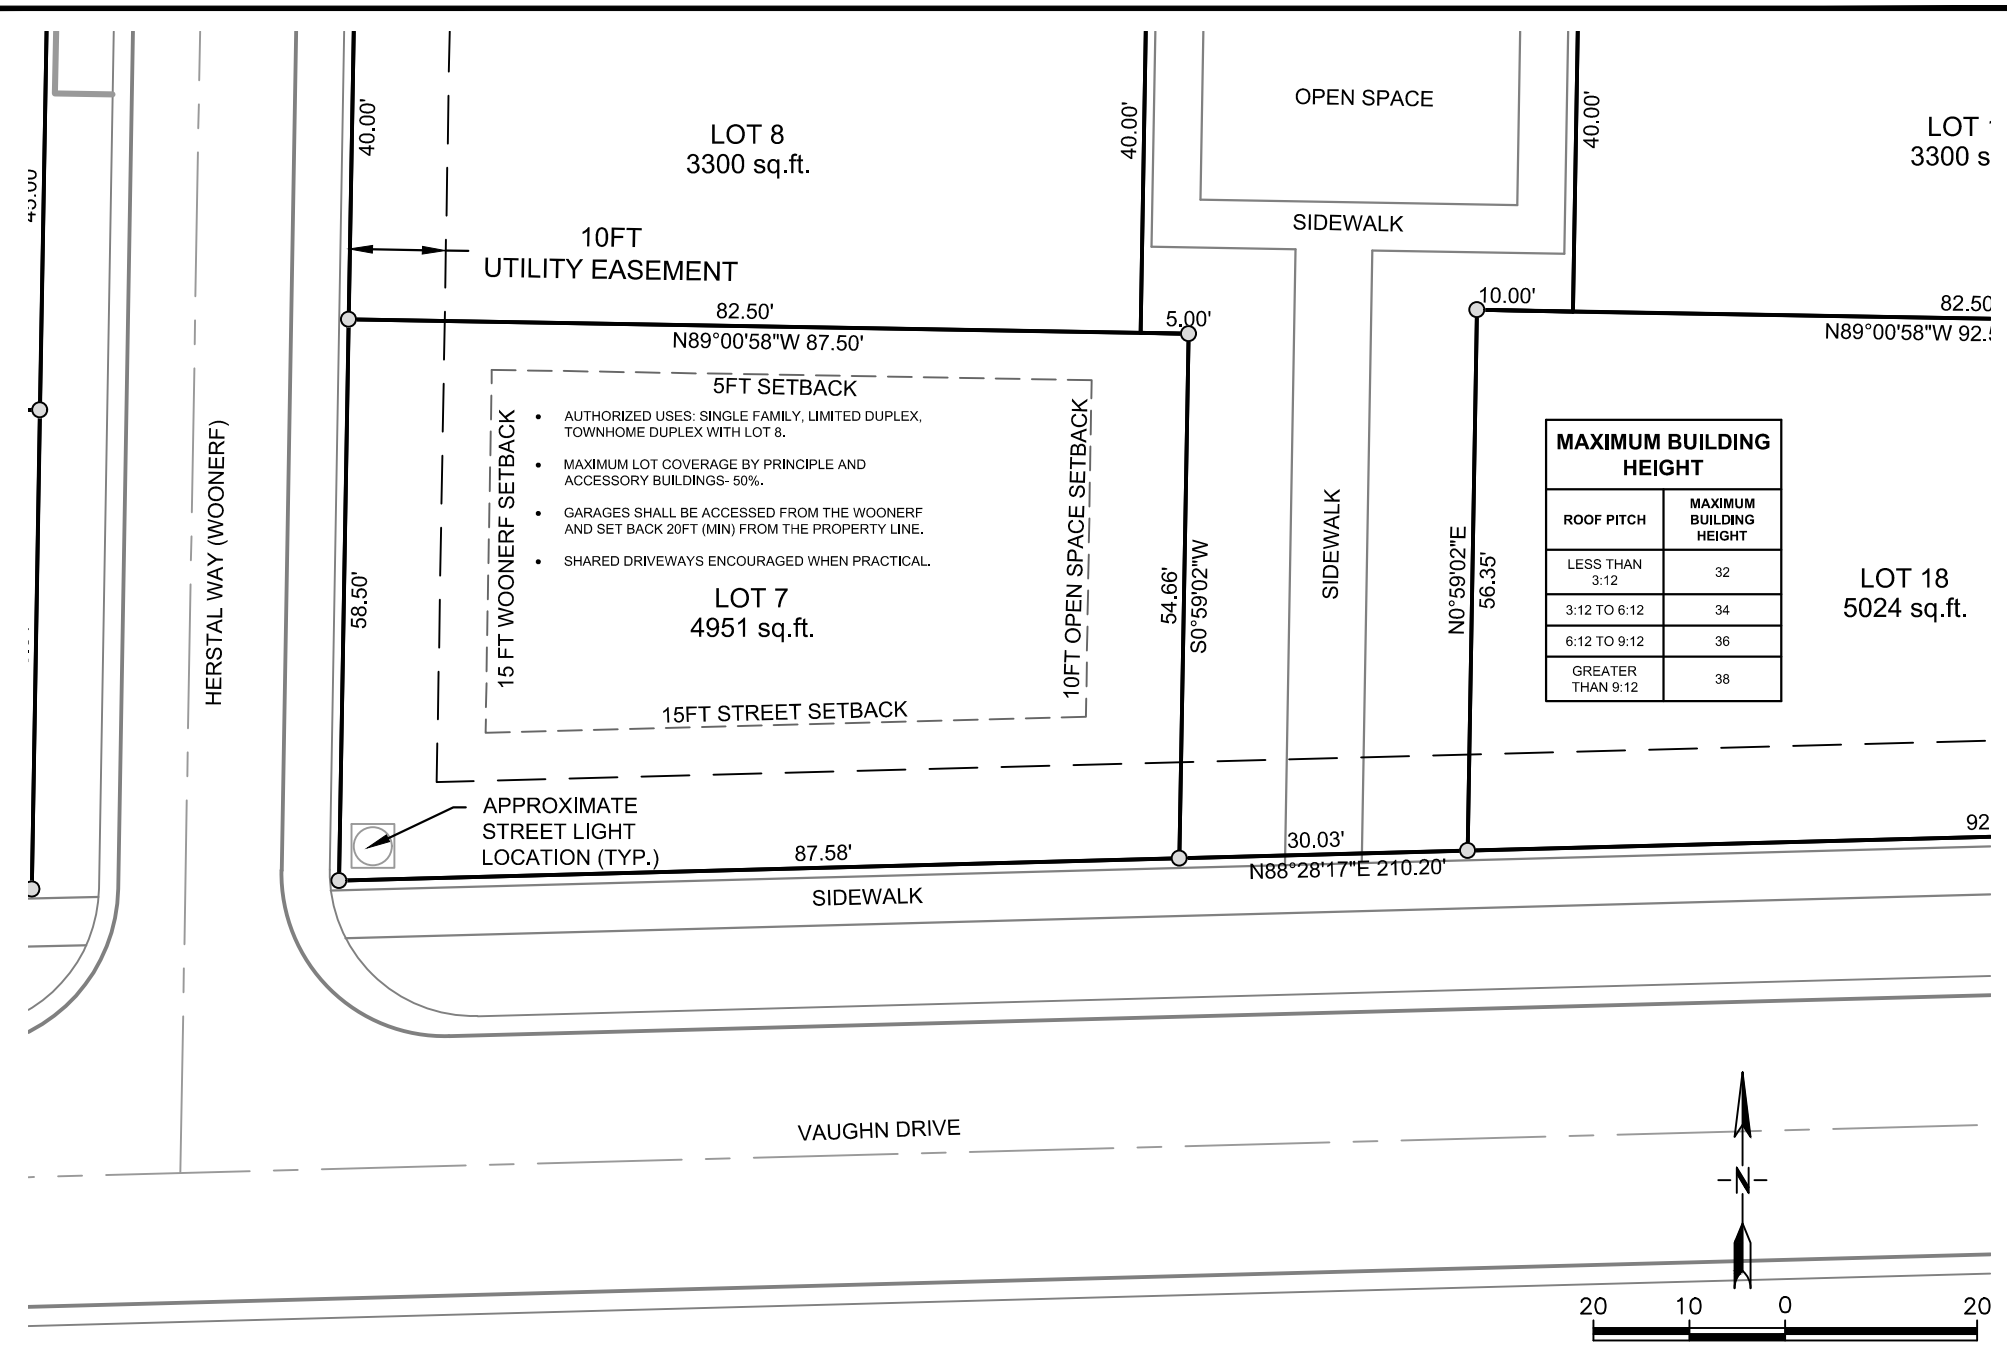 40.00'
LOT 8
3300 sq.ft.
40.00'
OPEN SPACE
SIDEWALK
40.00'
LOT
3300 s
10FT
UTILITY EASEMENT
82.50'
5.00'
N89°00'58"W 87.50'
10.00'
82.50
N89°00'58"W 92.5
HERSTAL WAY (WOONERF)
58.50'
5FT SETBACK
15 FT WOONERF SETBACK
• AUTHORIZED USES: SINGLE FAMILY, LIMITED DUPLEX,
TOWNHOME DUPLEX WITH LOT 8.
• MAXIMUM LOT COVERAGE BY PRINCIPLE AND
ACCESSORY BUILDINGS- 50%.
• GARAGES SHALL BE ACCESSED FROM THE WOONERF
AND SET BACK 20FT (MIN) FROM THE PROPERTY LINE.
• SHARED DRIVEWAYS ENCOURAGED WHEN PRACTICAL.
LOT 7
4951 sq.ft.
10FT OPEN SPACE SETBACK
15FT STREET SETBACK
54.66'
S0°59'02"W
SIDEWALK
N0°59'02"E
56.35'
MAXIMUM BUILDING
HEIGHT
ROOF PITCH
MAXIMUM
BUILDING
HEIGHT
LESS THAN
3:12
32
3:12 TO 6:12
34
6:12 TO 9:12
36
GREATER
THAN 9:12
38
LOT 18
5024 sq.ft.
APPROXIMATE
STREET LIGHT
LOCATION (TYP.)
87.58'
30.03'
N88°28'17"E 210.20'
92
SIDEWALK
VAUGHN DRIVE
N
20 10 0 20